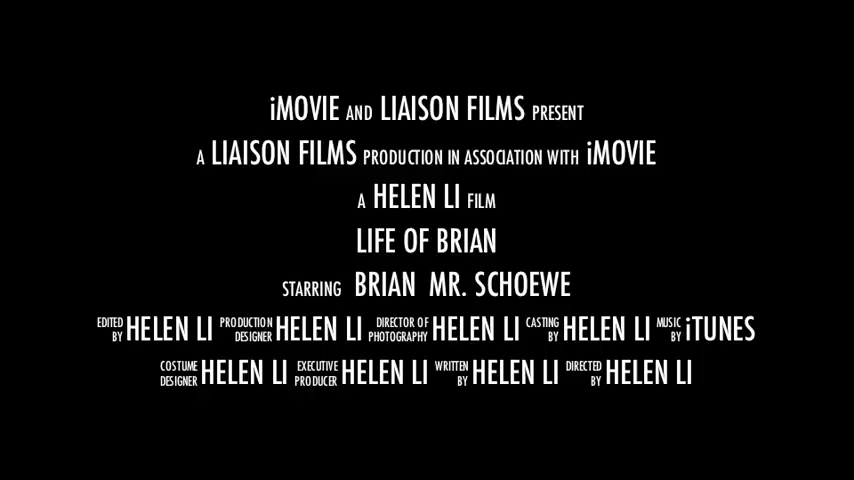 iMOVIE AND LIAISON FILMS PRESENT
A LIAISON FILMS PRODUCTION IN ASSOCIATION WITH iMOVIE
A HELEN LI FILM
LIFE OF BRIAN
STARRING BRIAN MR. SCHOEWE
EDITED BY HELEN LI PRODUCTION DESIGNER HELEN LI DIRECTOR OF PHOTOGRAPHY HELEN LI CASTING BY HELEN LI MUSIC BY iTUNES
COSTUME DESIGNER HELEN LI EXECUTIVE PRODUCER HELEN LI WRITTEN BY HELEN LI DIRECTED BY HELEN LI